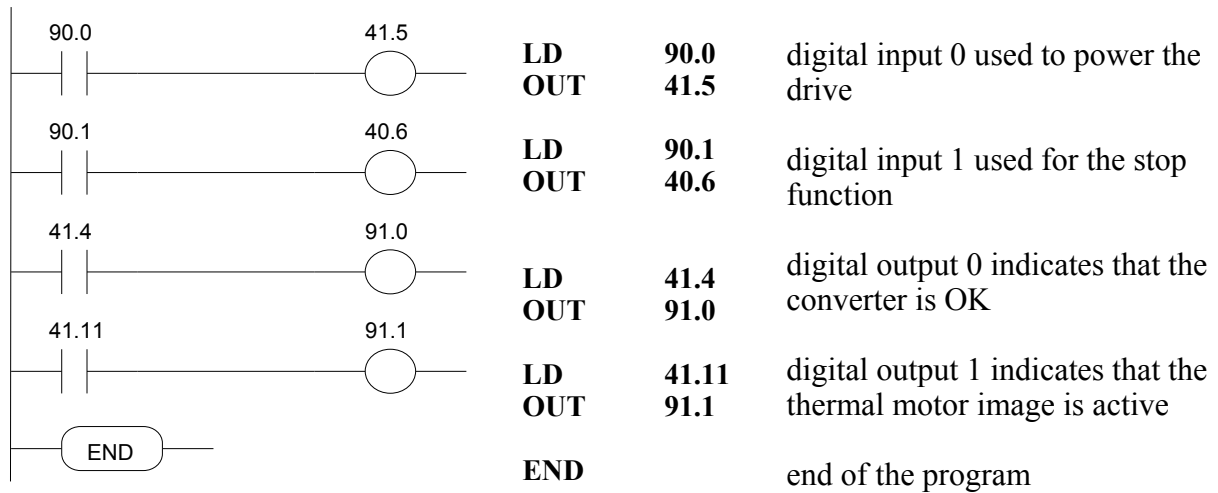 90.0 41.5
90.1 40.6
41.4 91.0
41.11 91.1
END
LD 90.0 digital input 0 used to power the
OUT 41.5 drive
LD 90.1 digital input 1 used for the stop
OUT 40.6 function
LD 41.4 digital output 0 indicates that the
OUT 91.0 converter is OK
LD 41.11 digital output 1 indicates that the
OUT 91.1 thermal motor image is active
END end of the program